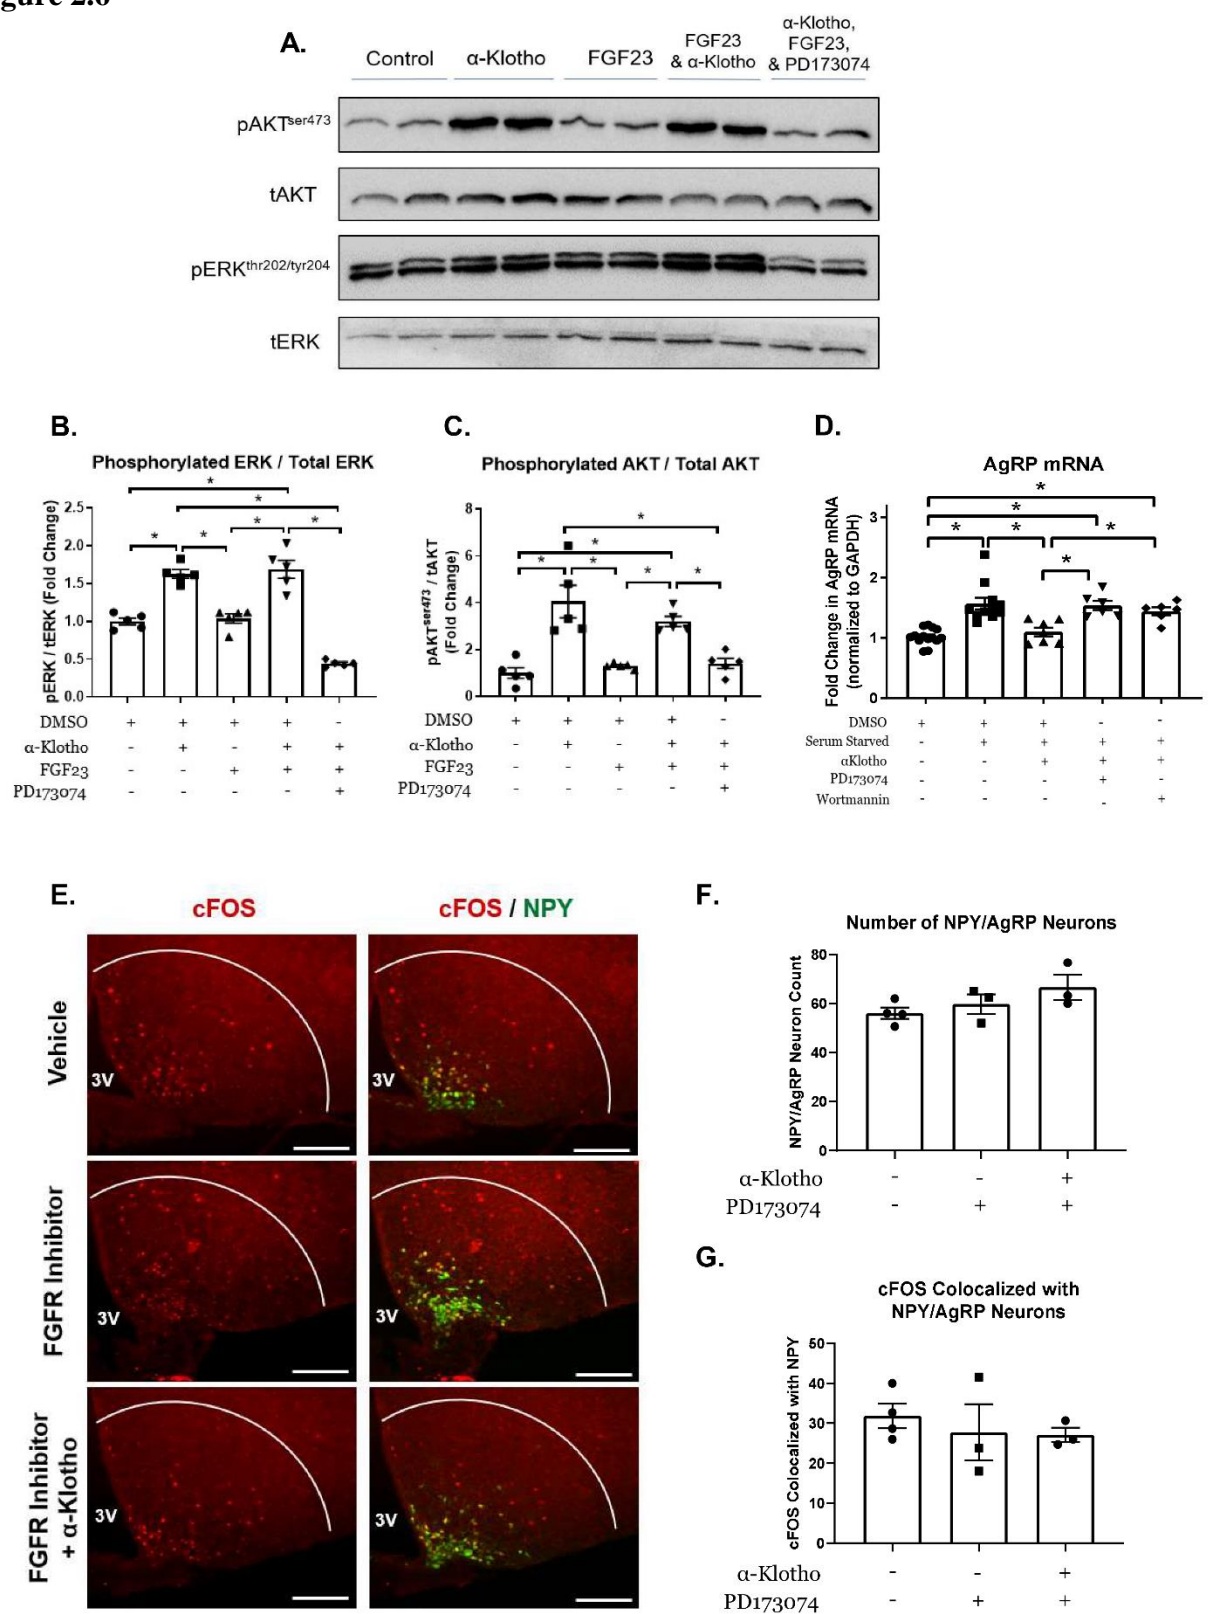 gure 2.6
A.
Control
α-Klotho
FGF23
FGF23
& α-Klotho
α-Klotho,
FGF23,
& PD173074
pAKTser473
tAKT
pERKthr202/tyr204
tERK
B.
Phosphorylated ERK / Total ERK
pERK / tERK (Fold Change)
2.5
2.0
1.5
1.0
0.5
0.0
* * * * * *
DMSO + + + + -
α-Klotho - + - + +
FGF23 - - + + +
PD173074 - - - - +
C.
Phosphorylated AKT / Total AKT
pAKTser473 / tAKT
(Fold Change)
8
6
4
2
0
* * * * * *
DMSO + + + + -
α-Klotho - + - + +
FGF23 - - + + +
PD173074 - - - - +
D.
AgRP mRNA
Fold Change in AgRP mRNA
(normalized to GAPDH)
3
2
1
0
* * * * * *
DMSO + + + - -
Serum Starved - + + + +
αKlotho - - + + +
PD173074 - - - + -
Wortmannin - - - - +
E.
cFOS
cFOS / NPY
Vehicle
3V
3V
FGFR Inhibitor
3V
3V
FGFR Inhibitor
+ α-Klotho
3V
3V
F.
Number of NPY/AgRP Neurons
NPY/AgRP Neuron Count
80
60
40
20
0
α-Klotho - - +
PD173074 - + +
G.
cFOS Colocalized with
NPY/AgRP Neurons
cFOS Colocalized with NPY
50
40
30
20
10
0
α-Klotho - - +
PD173074 - + +